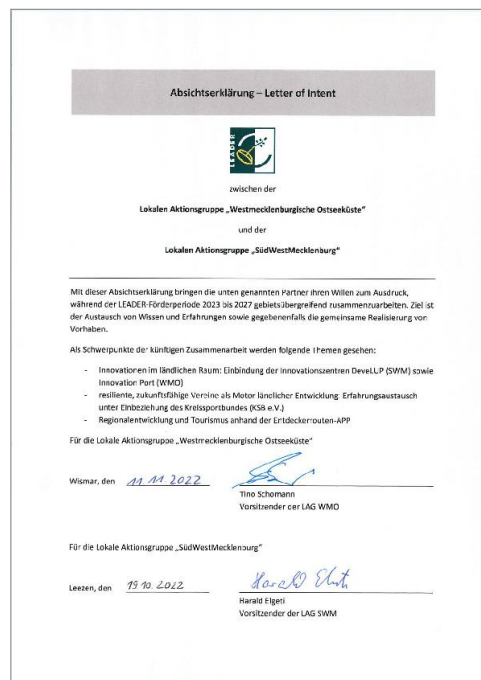 Absichtserklärung – Letter of Intent
LEADER
zwischen der
Lokalen Aktionsgruppe „Westmecklenburgische Ostseeküste"
und der
Lokalen Aktionsgruppe „SüdWestMecklenburg"
Mit dieser Absichtserklärung bringen die unten genannten Partner ihren Willen zum Ausdruck,
während der LEADER-Förderperiode 2023 bis 2027 gebietsübergreifend zusammenzuarbeiten. Ziel ist
der Austausch von Wissen und Erfahrungen sowie gegebenenfalls die gemeinsame Realisierung von
Vorhaben.
Als Schwerpunkte der künftigen Zusammenarbeit werden folgende Themen gesehen:
- Innovationen im ländlichen Raum: Einbindung der Innovationszentren DeveLUP (SWM) sowie
Innovation Port (WMO)
- resiliente, zukunftsfähige Vereine als Motor ländlicher Entwicklung: Erfahrungsaustausch
unter Einbeziehung des Kreissportbundes (KSB e.V.)
- Regionalentwicklung und Tourismus anhand der Entdeckerrouten-APP
Für die Lokale Aktionsgruppe „Westmecklenburgische Ostseeküste"
Wismar, den 11.11.2022
Tino Schomann
Vorsitzender der LAG WMO
Für die Lokale Aktionsgruppe „SüdWestMecklenburg"
Leezen, den 19.10.2022
Harald Elgeti
Harald Elgeti
Vorsitzender der LAG SWM